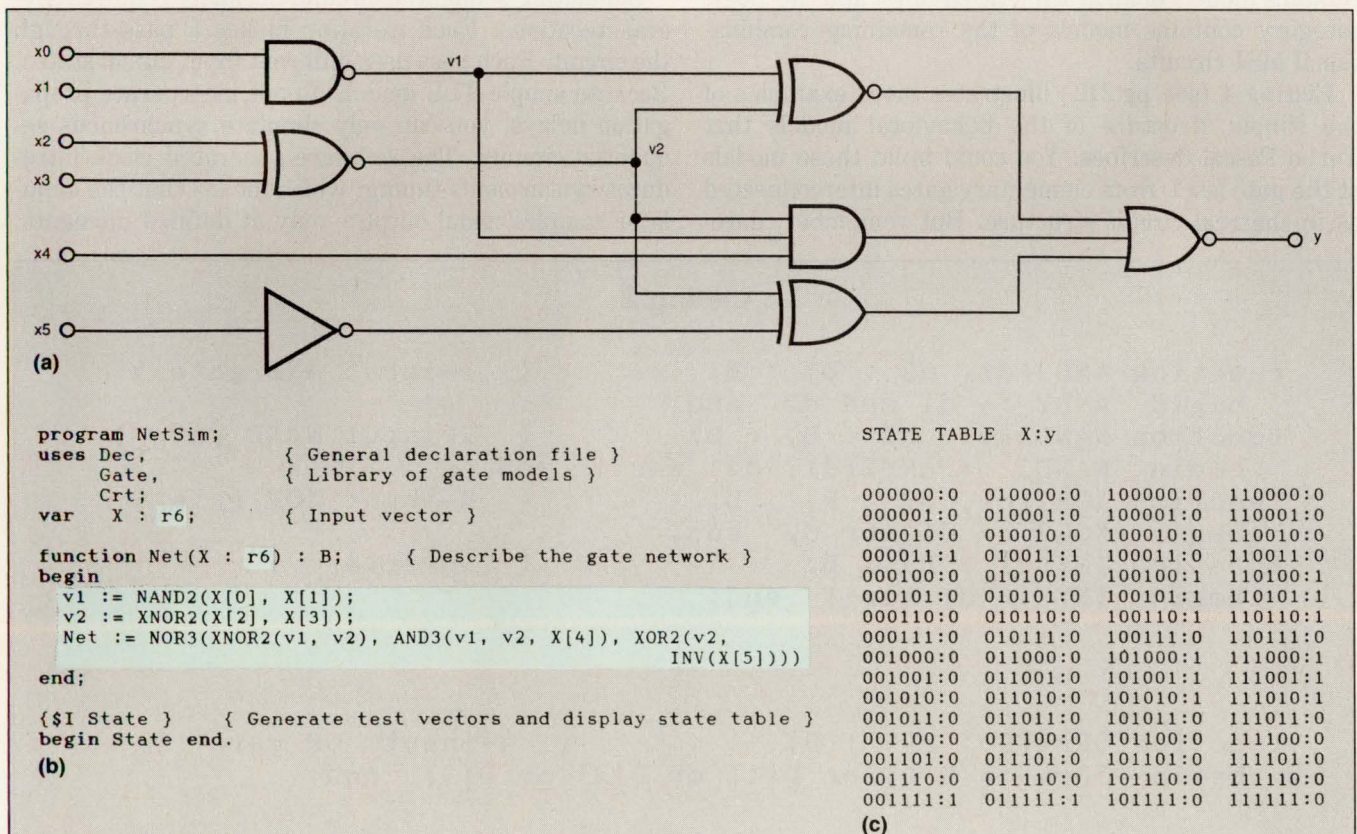 x0
x1
v1
x2
x3
v2
x4
y
x5
(a)
program NetSim;
uses Dec, { General declaration file }
Gate, { Library of gate models }
Crt;
var X : r6; { Input vector }
function Net(X : r6) : B; { Describe the gate network }
begin
v1 := NAND2(X[0], X[1]);
v2 := XNOR2(X[2], X[3]);
Net := NOR3(XNOR2(v1, v2), AND3(v1, v2, X[4]), XOR2(v2,
INV(X[5])))
end;
{$I State } { Generate test vectors and display state table }
begin State end.
(b)
STATE TABLE X:y
000000:0 010000:0 100000:0 110000:0
000001:0 010001:0 100001:0 110001:0
000010:0 010010:0 100010:0 110010:0
000011:1 010011:1 100011:0 110011:0
000100:0 010100:0 100100:1 110100:1
000101:0 010101:0 100101:1 110101:1
000110:0 010110:0 100110:1 110110:1
000111:0 010111:0 100111:0 110111:0
001000:0 011000:0 101000:1 111000:1
001001:0 011001:0 101001:1 111001:1
001010:0 011010:0 101010:1 111010:1
001011:0 011011:0 101011:0 111011:0
001100:0 011100:0 101100:0 111100:0
001101:0 011101:0 101101:0 111101:0
001110:0 011110:0 101110:0 111110:0
001111:1 011111:1 101111:0 111111:0
(c)